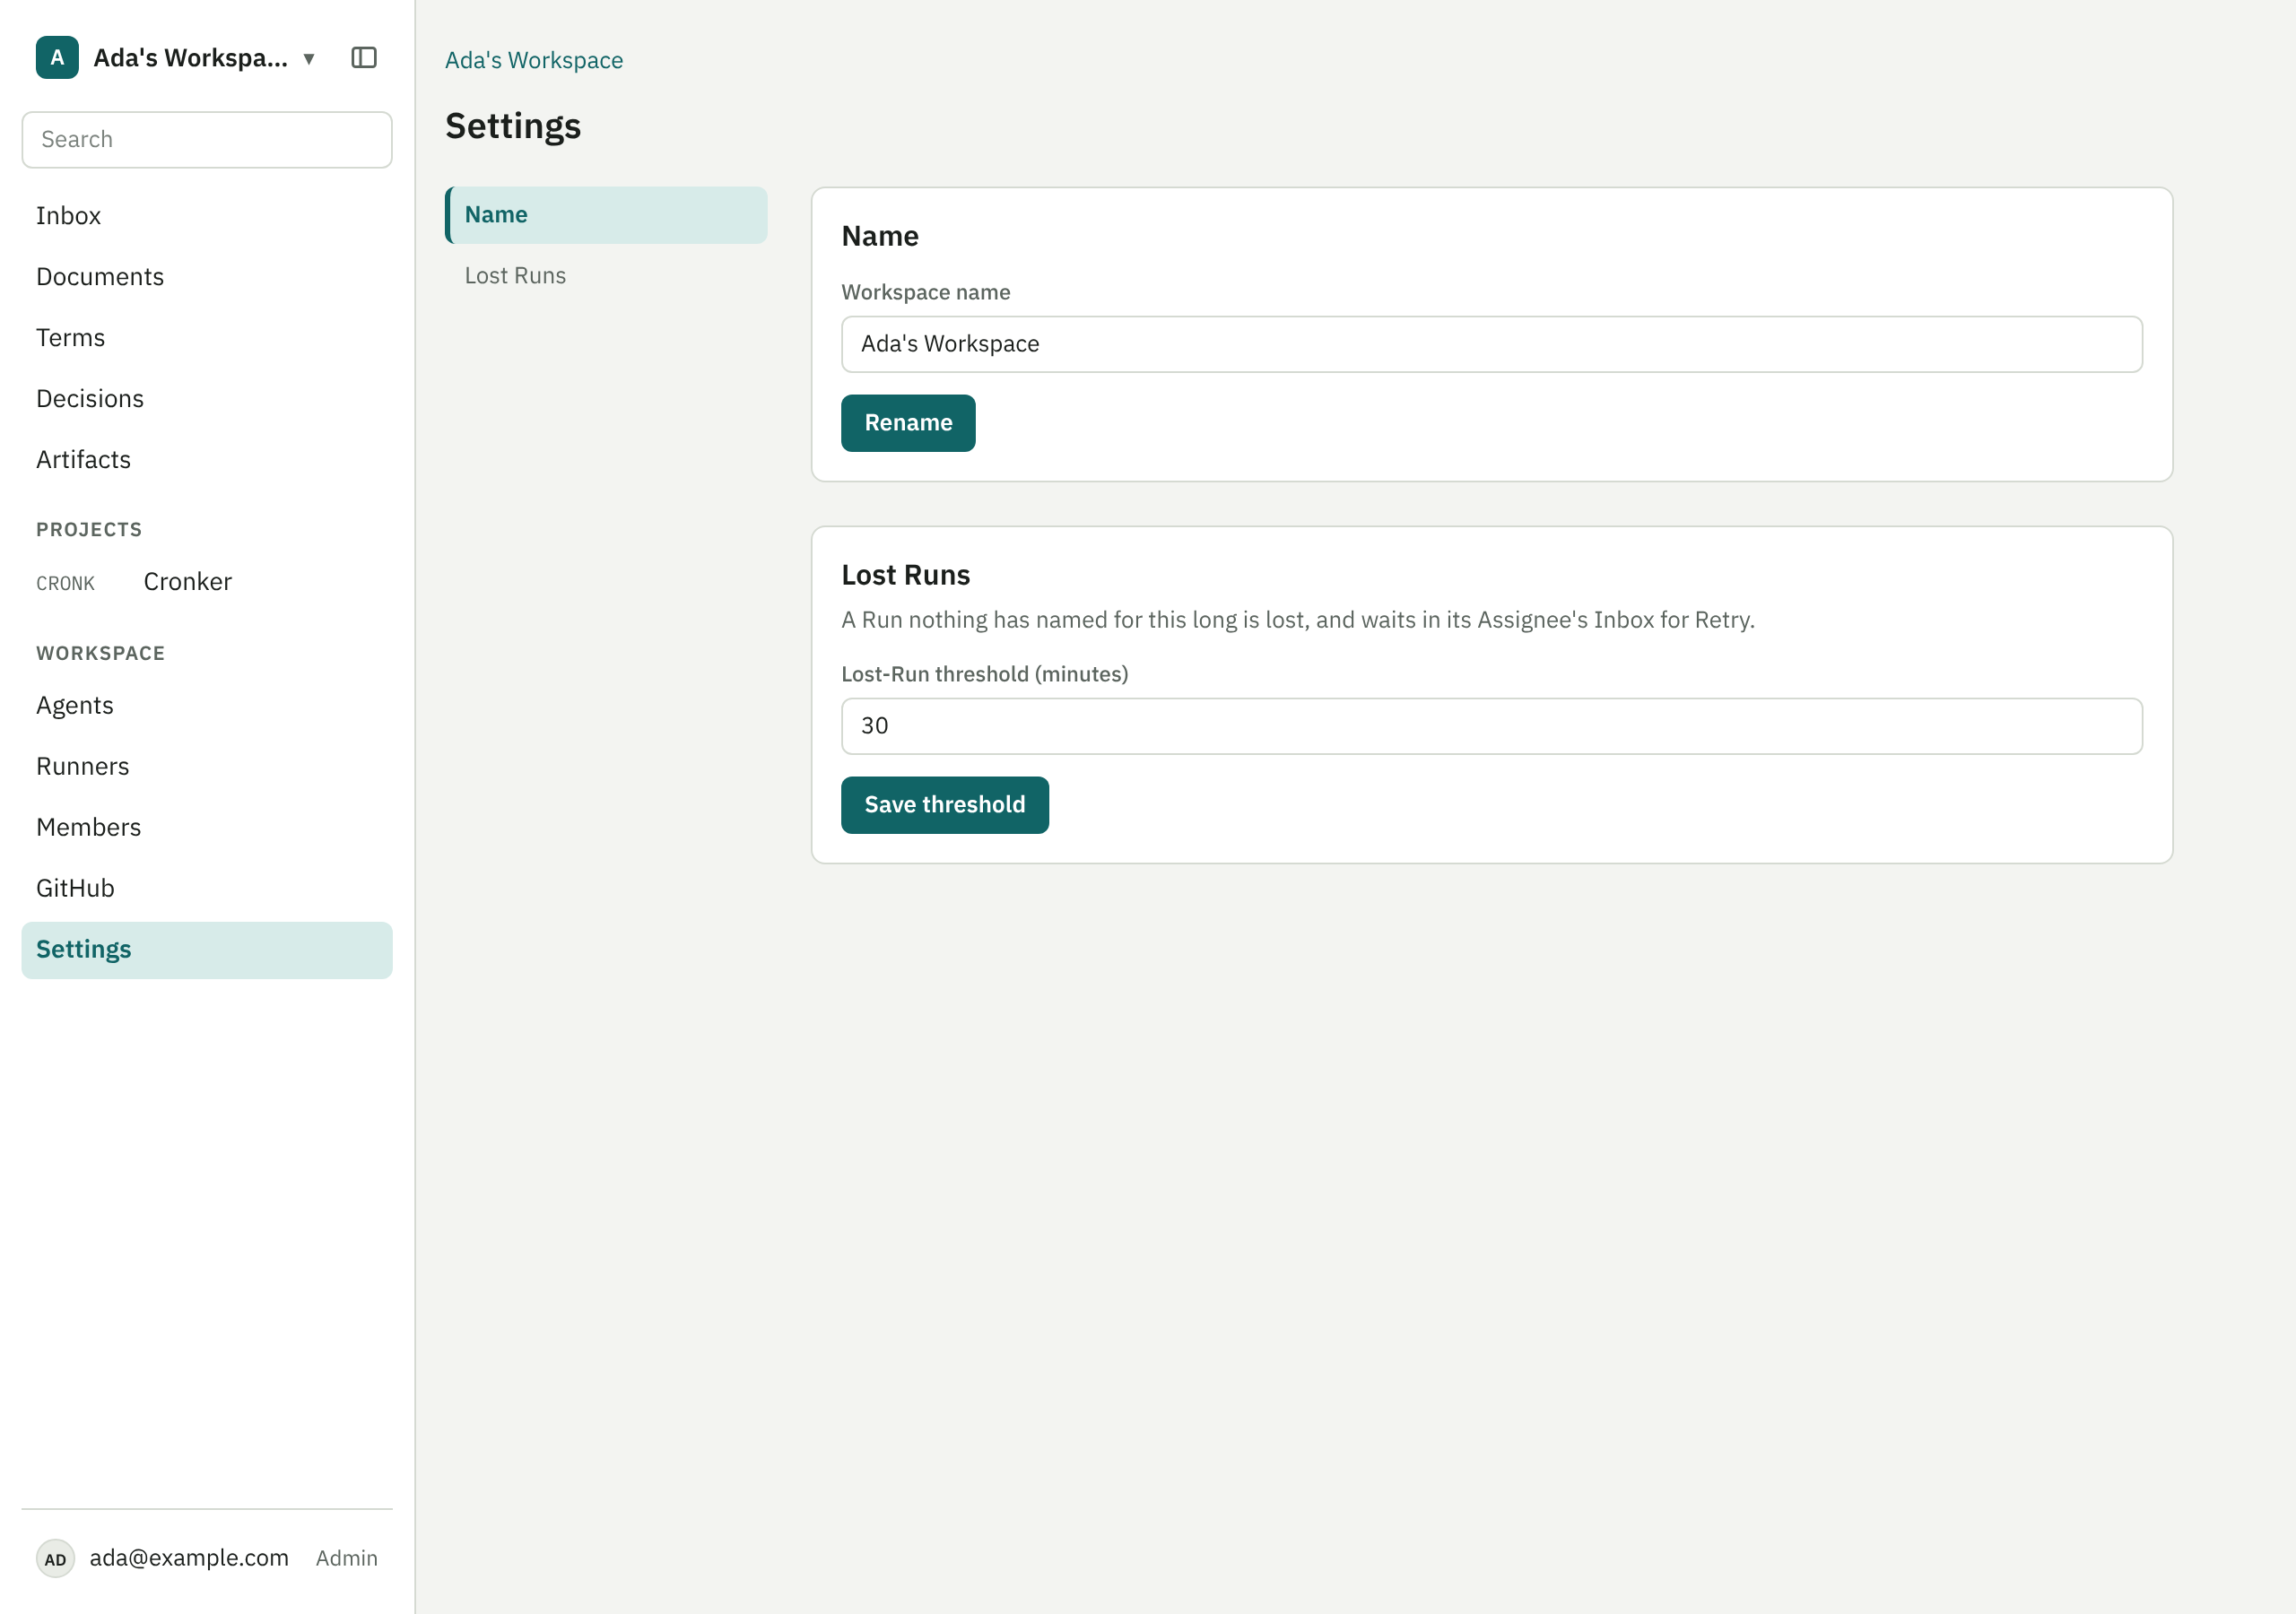 A Ada's Workspa... ▾
Search
Inbox
Documents
Terms
Decisions
Artifacts
PROJECTS
CRONK Cronker
WORKSPACE
Agents
Runners
Members
GitHub
Settings
AD ada@example.com Admin
Ada's Workspace
Settings
Name
Lost Runs
Name
Workspace name
Ada's Workspace
Rename
Lost Runs
A Run nothing has named for this long is lost, and waits in its Assignee's Inbox for Retry.
Lost-Run threshold (minutes)
30
Save threshold